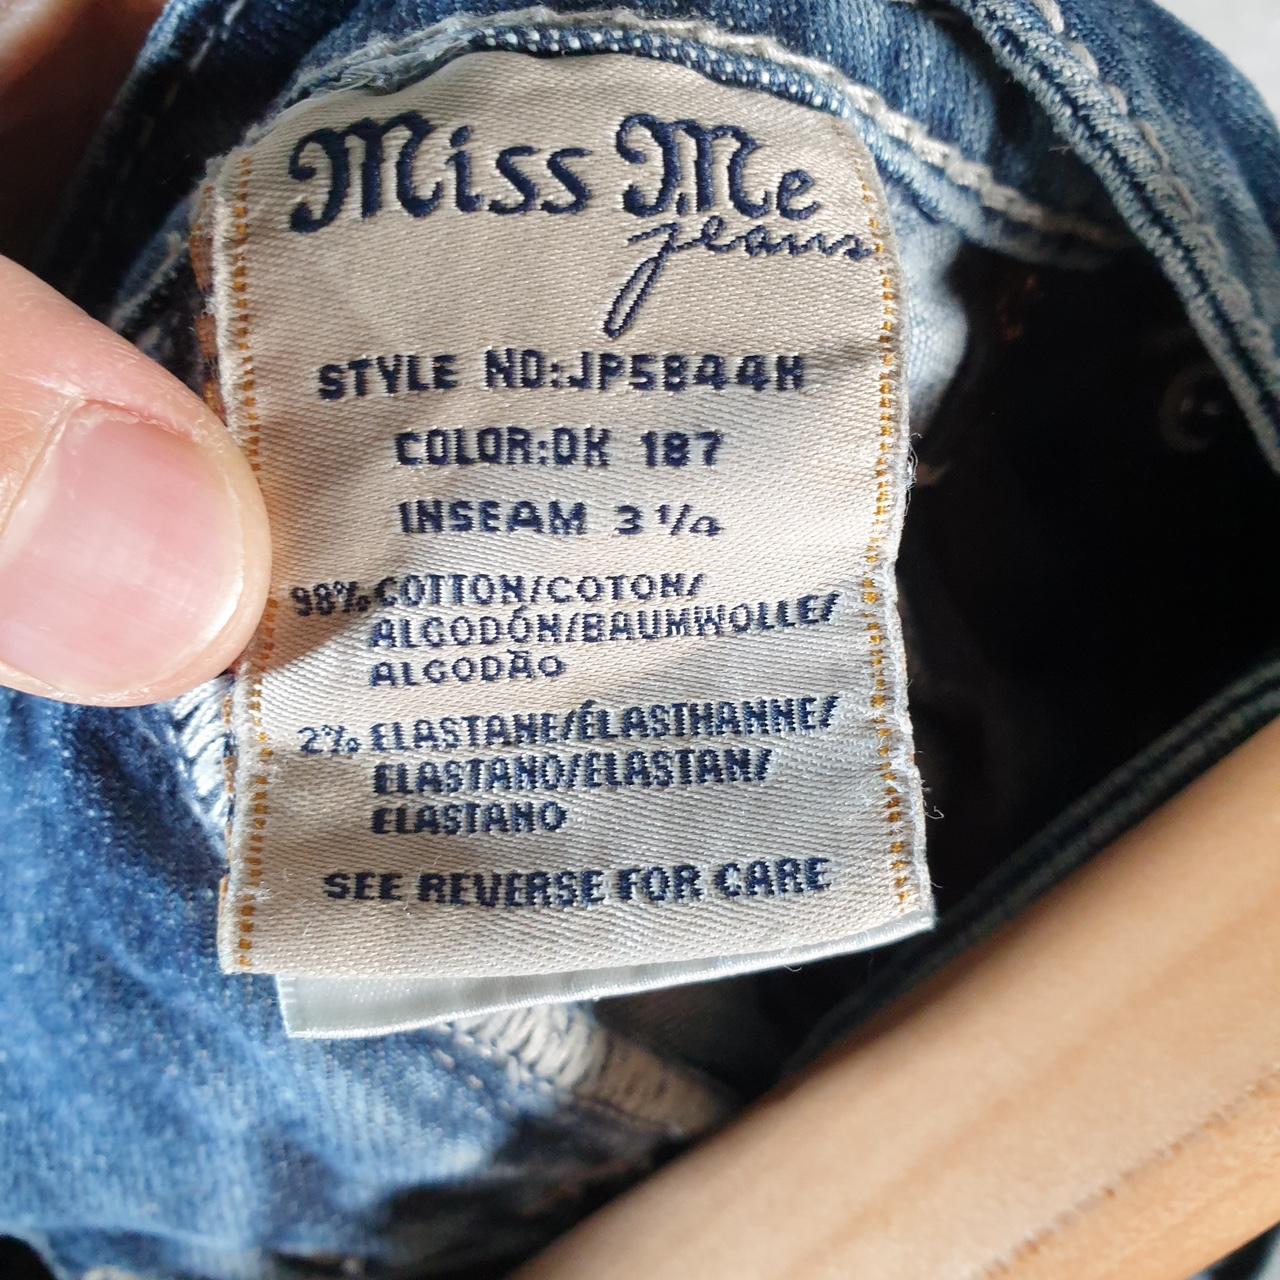 Miss Me
jeans
STYLE NO:JP5844H
COLOR:DK 187
INSEAM 3 1/4
98% COTTON/COTON/
ALGODÓN/BAUMWOLLE/
ALGODÃO
2% ELASTANE/ÉLASTHANNE/
ELASTANO/ELASTAN/
ELASTANO
SEE REVERSE FOR CARE